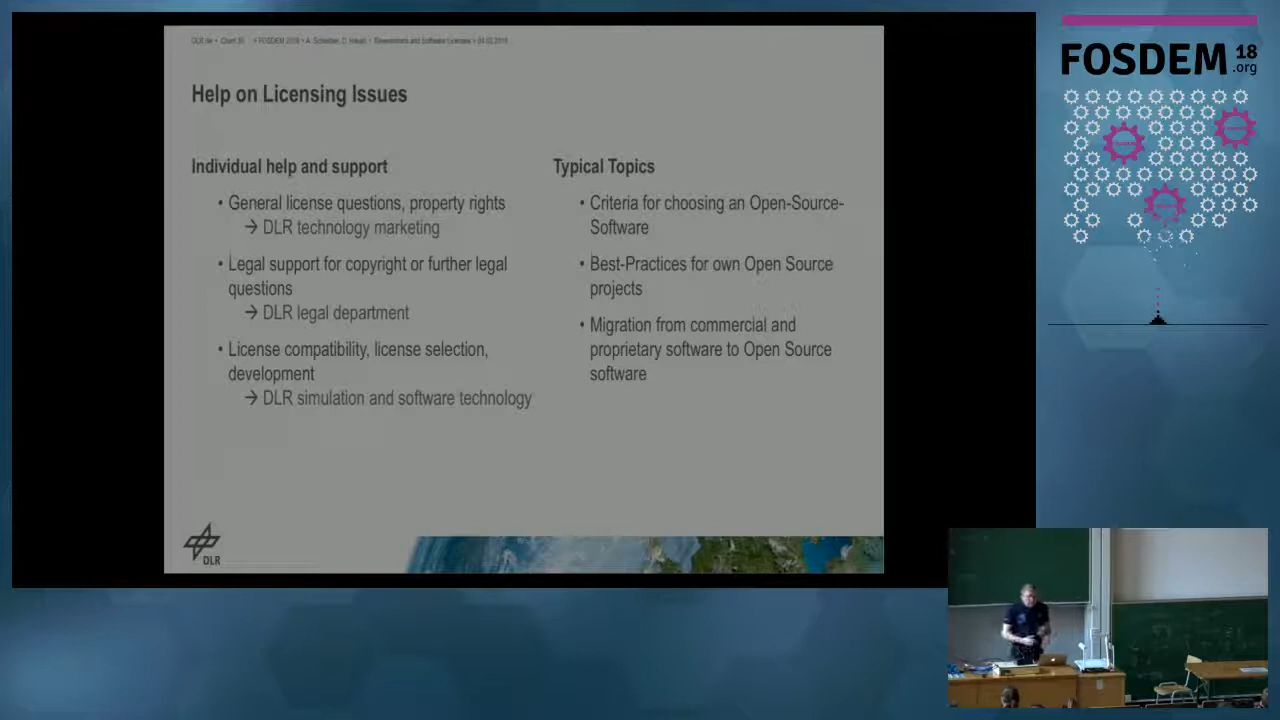 Help on Licensing Issues
Individual help and support
• General license questions, property rights
→ DLR technology marketing
• Legal support for copyright or further legal
questions
→ DLR legal department
• License compatibility, license selection,
development
→ DLR simulation and software technology
Typical Topics
• Criteria for choosing an Open-Source-
Software
• Best-Practices for own Open Source
projects
• Migration from commercial and
proprietary software to Open Source
software
DLR
FOSDEM 18
.org